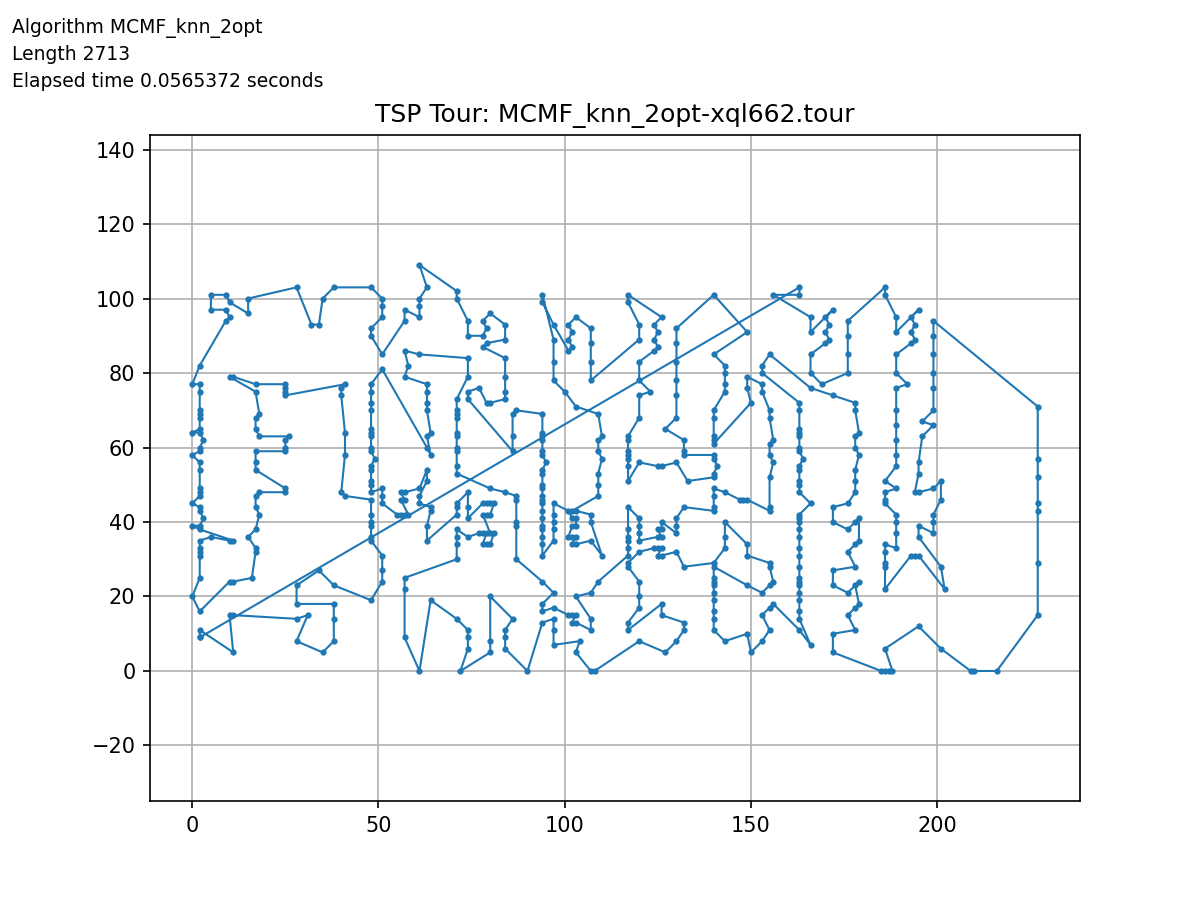 Algorithm MCMF_knn_2opt
Length 2713
Elapsed time 0.0565372 seconds
TSP Tour: MCMF_knn_2opt-xql662.tour
140
120
100
80
60
40
20
0
−20
0 50 100 150 200